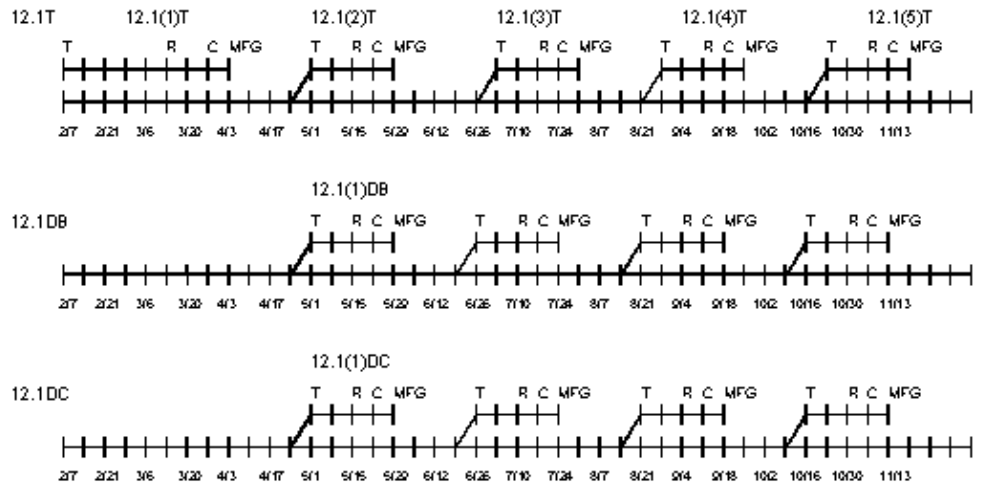 12.1T 12.1(1)T 12.1(2)T 12.1(3)T 12.1(4)T 12.1(5)T
T R C MFG T R C MFG T R C MFG T R C MFG T R C MFG
2/7 2/21 3/6 3/20 4/3 4/17 5/1 5/15 5/29 6/12 6/26 7/10 7/24 8/7 8/21 9/4 9/18 10/2 10/16 10/30 11/13
12.1(1)DB
12.1DB T R C MFG T R C MFG T R C MFG T R C MFG
2/7 2/21 3/6 3/20 4/3 4/17 5/1 5/15 5/29 6/12 6/26 7/10 7/24 8/7 8/21 9/4 9/18 10/2 10/16 10/30 11/13
12.1(1)DC
12.1DC T R C MFG T R C MFG T R C MFG T R C MFG
2/7 2/21 3/6 3/20 4/3 4/17 5/1 5/15 5/29 6/12 6/26 7/10 7/24 8/7 8/21 9/4 9/18 10/2 10/16 10/30 11/13